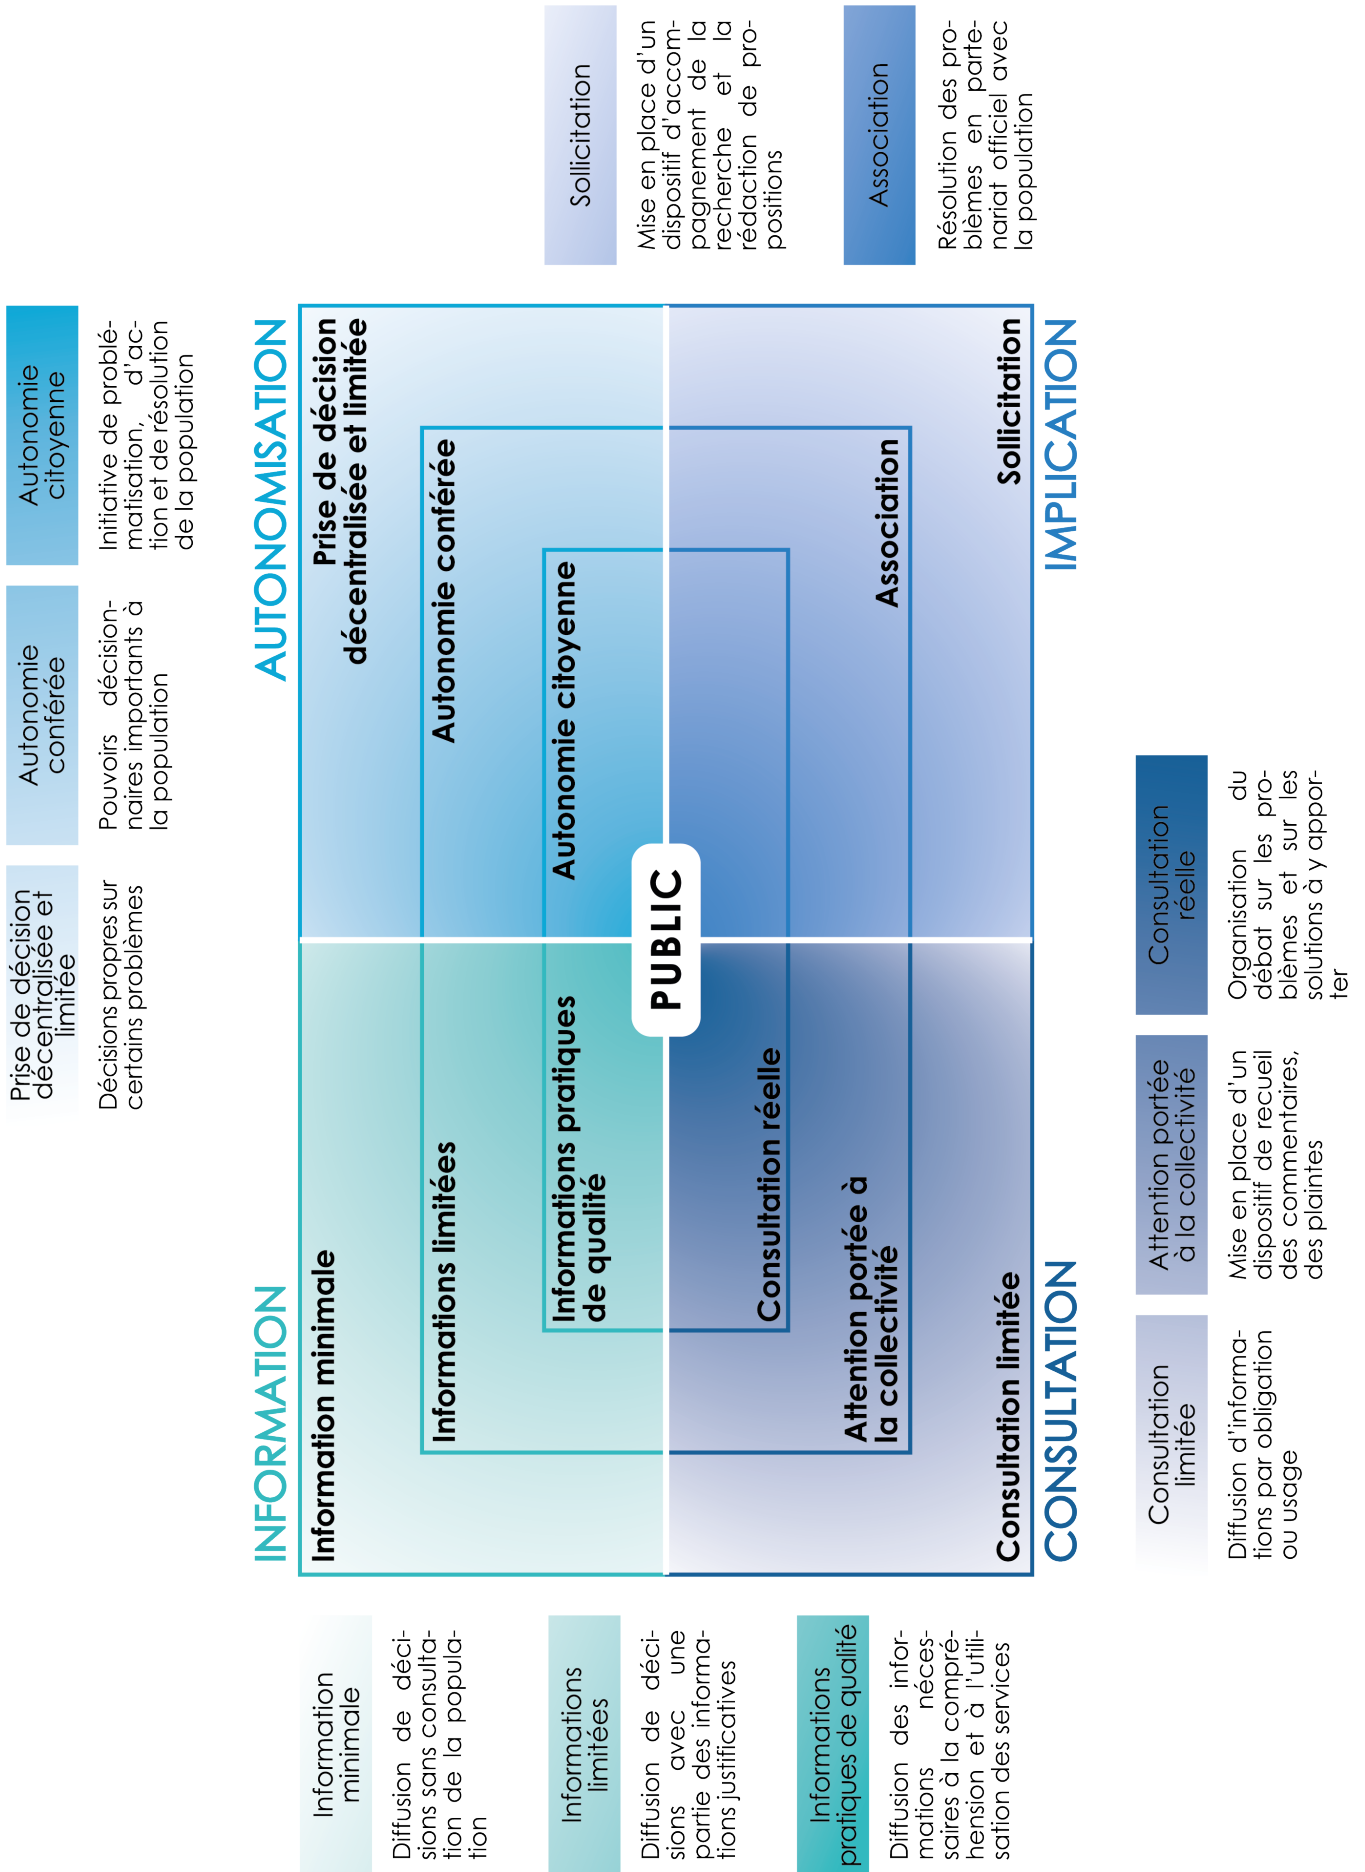 Information
minimale
Diffusion de déci-
sions sans consulta-
tion de la popula-
tion
Informations
limitées
Diffusion de déci-
sions avec une
partie des informa-
tions justificatives
Informations
pratiques de qualité
Diffusion des infor-
mations néces-
saires à la compré-
hension et à l'utili-
sation des services
Prise de décision
décentralisée et
limitée
Décisions propres sur
certains problèmes
Autonomie
conférée
Pouvoirs décision-
naires importants à
la population
Autonomie
citoyenne
Initiative de problé-
matisation, d'ac-
tion et de résolution
de la population
INFORMATION
AUTONOMISATION
Information minimale
Informations limitées
Informations pratiques
de qualité
Prise de décision
décentralisée et limitée
Autonomie conférée
Autonomie citoyenne
PUBLIC
Consultation réelle
Attention portée à
la collectivité
Consultation limitée
Association
Sollicitation
CONSULTATION
IMPLICATION
Sollicitation
Mise en place d'un
dispositif d'accom-
pagnement de la
recherche et la
rédaction de pro-
positions
Association
Résolution des pro-
blèmes en parte-
nariat officiel avec
la population
Consultation
limitée
Diffusion d'informa-
tions par obligation
ou usage
Attention portée
à la collectivité
Mise en place d'un
dispositif de recueil
des commentaires,
des plaintes
Consultation
réelle
Organisation du
débat sur les pro-
blèmes et sur les
solutions à y appor-
ter